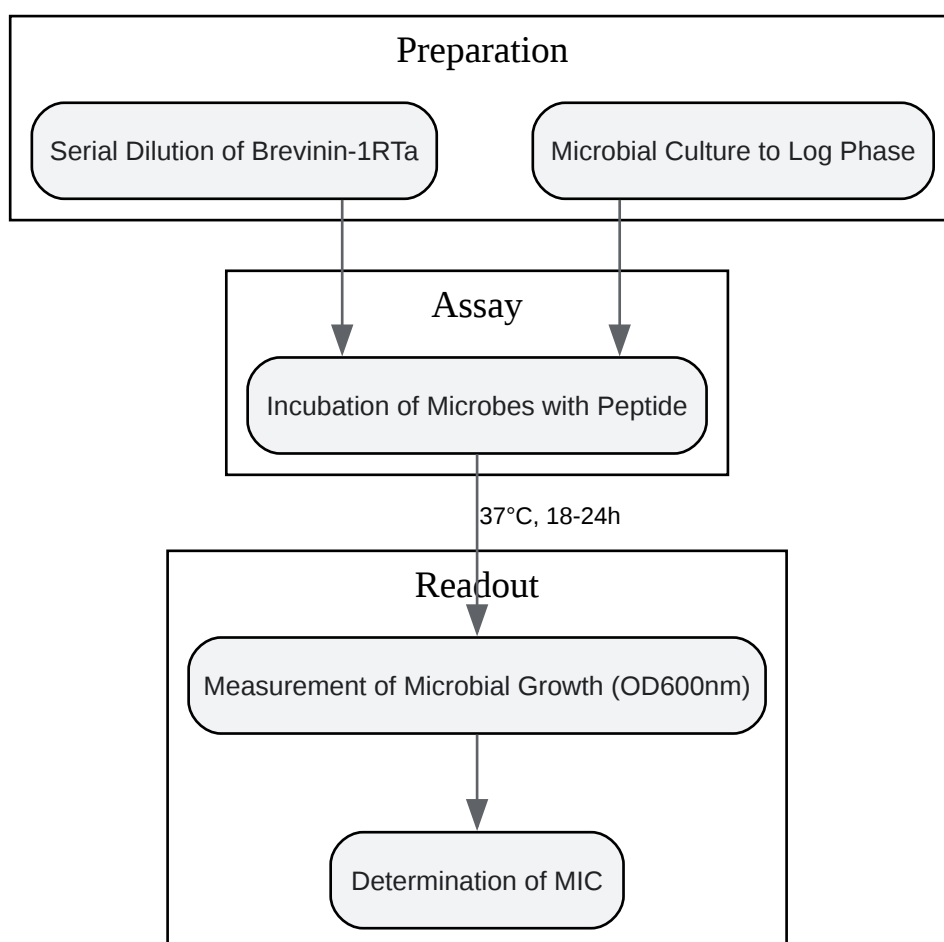 Preparation
Serial Dilution of Brevinin-1RTa
Microbial Culture to Log Phase
Assay
Incubation of Microbes with Peptide
37°C, 18-24h
Readout
Measurement of Microbial Growth (OD600nm)
Determination of MIC